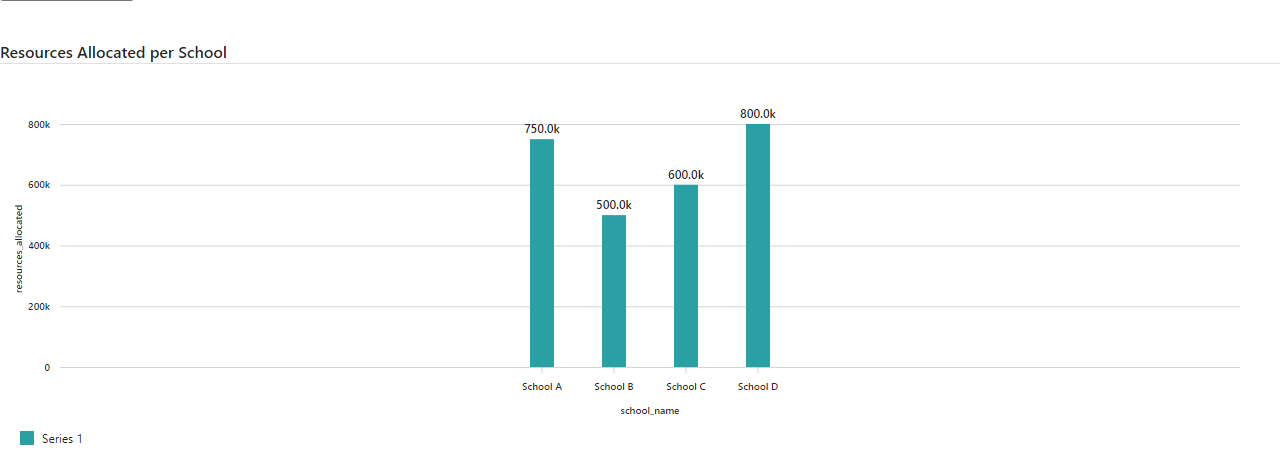 Resources Allocated per School
800.0k
800k
750.0k
600.0k
600k
500.0k
resources_allocated
400k
200k
0
School A School B School C School D
school_name
Series 1